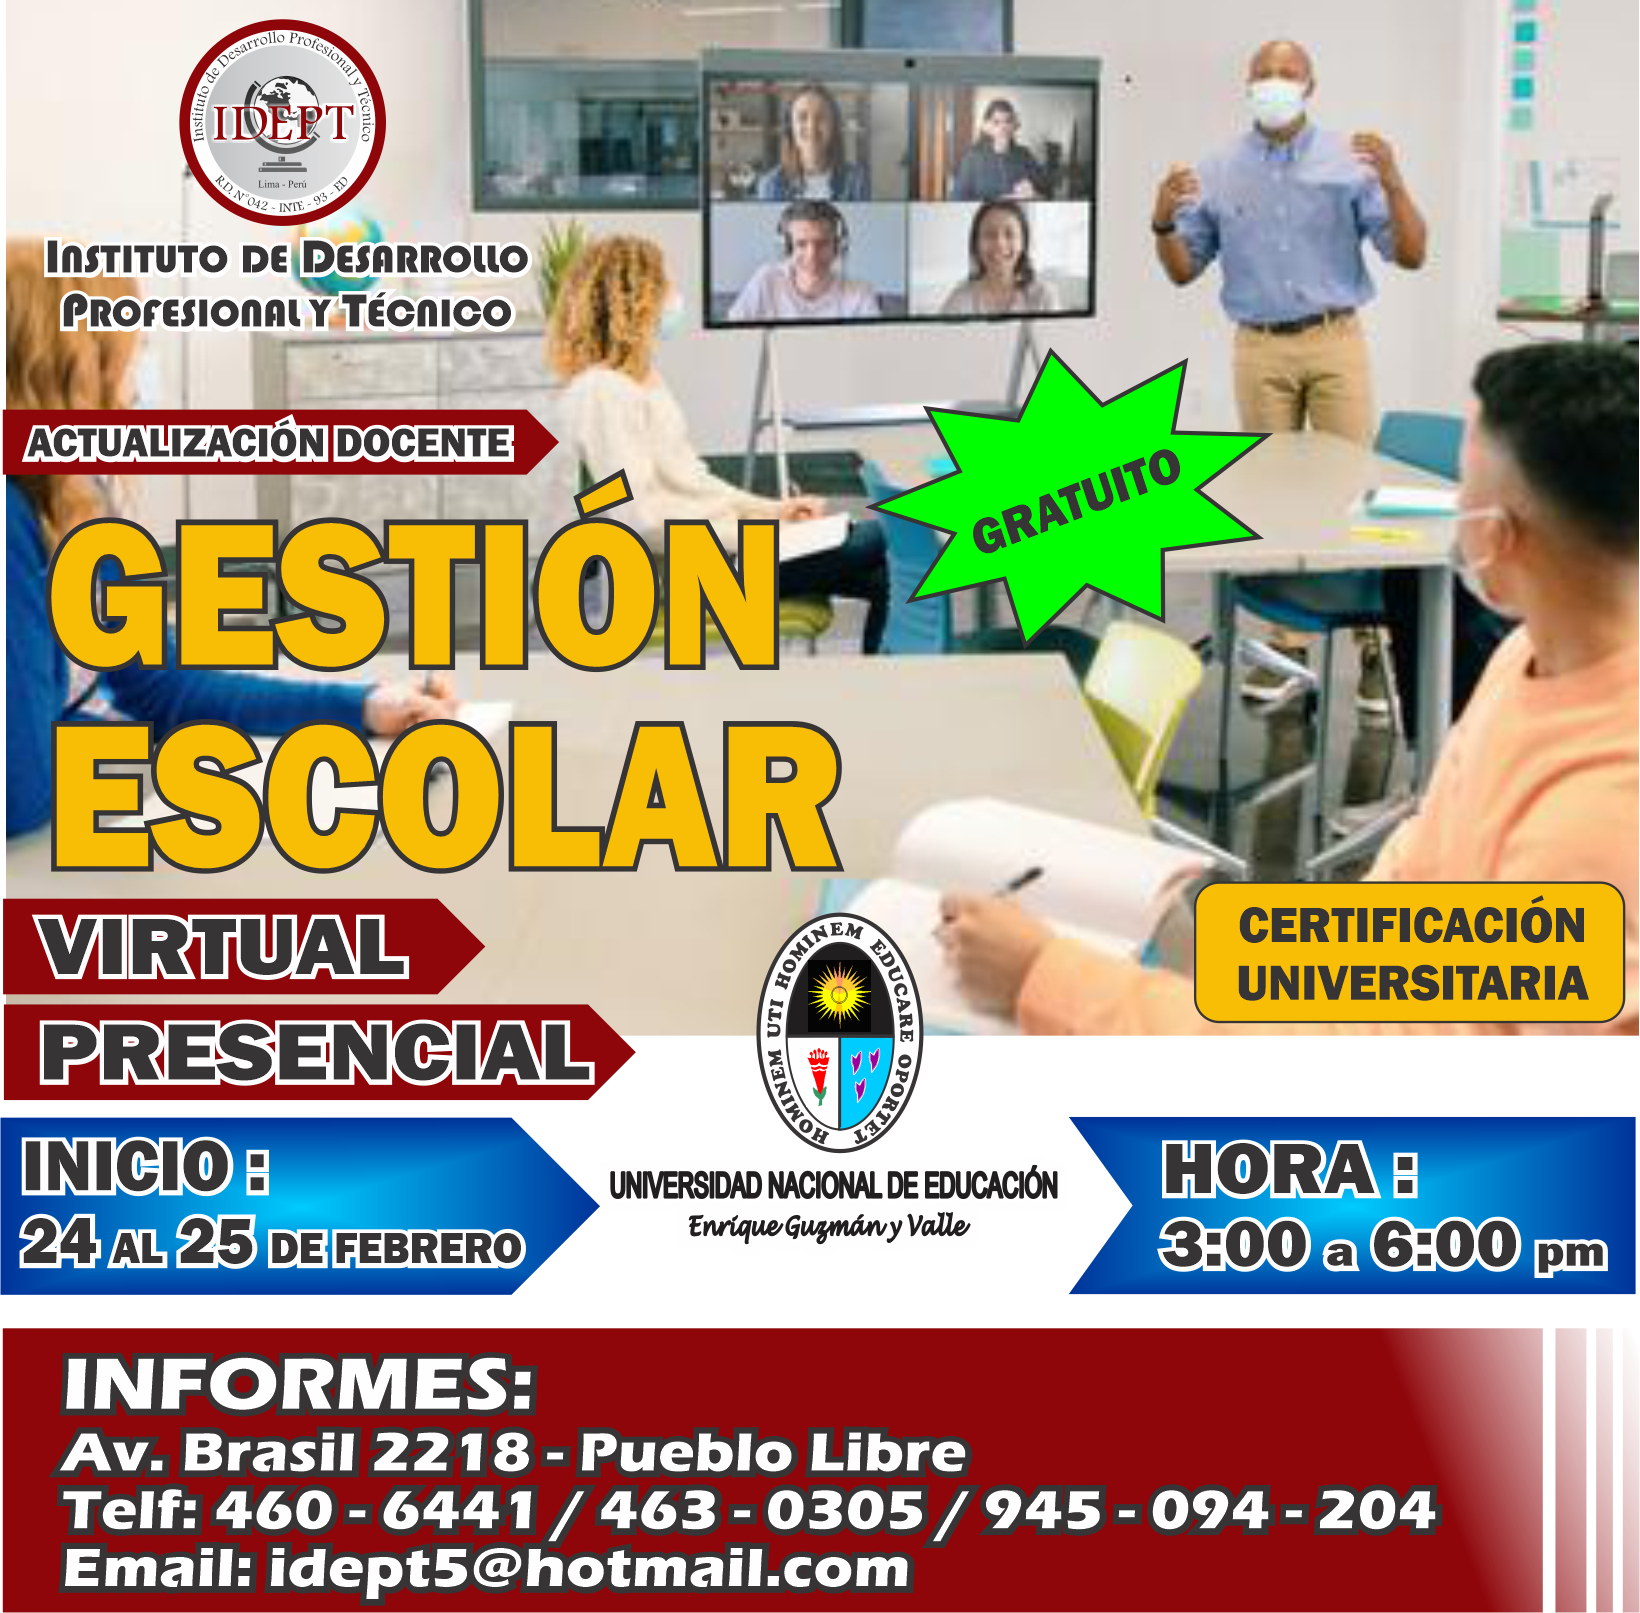 Instituto de Desarrollo Profesional y Técnico
IDEPT
Lima - Perú
R.D. N° 042 - INTE - 93 - ED
INSTITUTO DE DESARROLLO
PROFESIONAL Y TÉCNICO
ACTUALIZACIÓN DOCENTE
GRATUITO
GESTIÓN
ESCOLAR
CERTIFICACIÓN
UNIVERSITARIA
VIRTUAL
PRESENCIAL
HOMINEM UTI HOMINEM EDUCARE OPORTET
UNIVERSIDAD NACIONAL DE EDUCACIÓN
Enrique Guzmán y Valle
INICIO :
24 AL 25 DE FEBRERO
HORA :
3:00 a 6:00 pm
INFORMES:
Av. Brasil 2218 - Pueblo Libre
Telf: 460 - 6441 / 463 - 0305 / 945 - 094 - 204
Email: idept5@hotmail.com